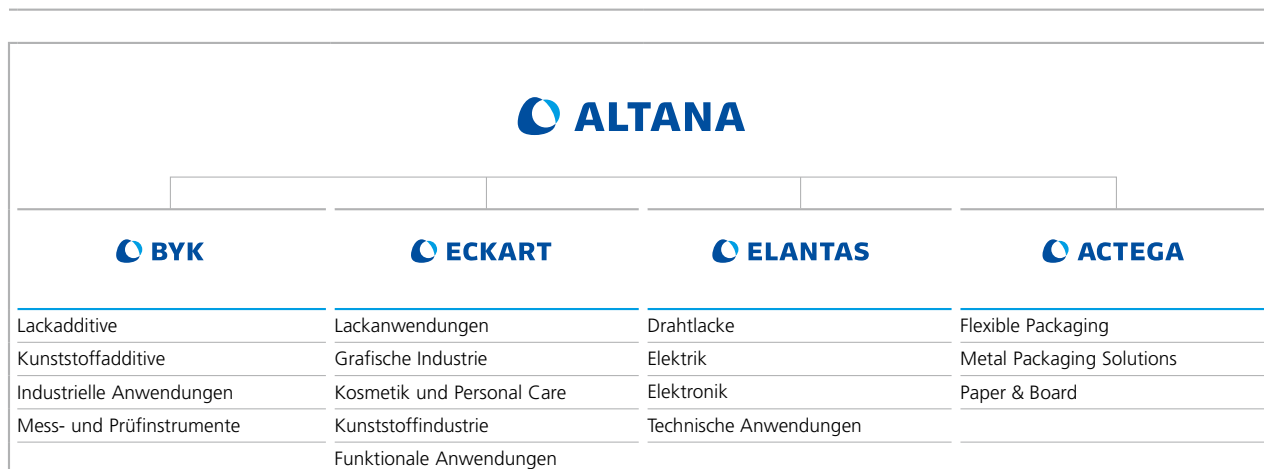 ALTANA
BYK
ECKART
ELANTAS
ACTEGA
Lackadditive
Kunststoffadditive
Industrielle Anwendungen
Mess- und Prüfinstrumente
Lackanwendungen
Grafische Industrie
Kosmetik und Personal Care
Kunststoffindustrie
Funktionale Anwendungen
Drahtlacke
Elektrik
Elektronik
Technische Anwendungen
Flexible Packaging
Metal Packaging Solutions
Paper & Board